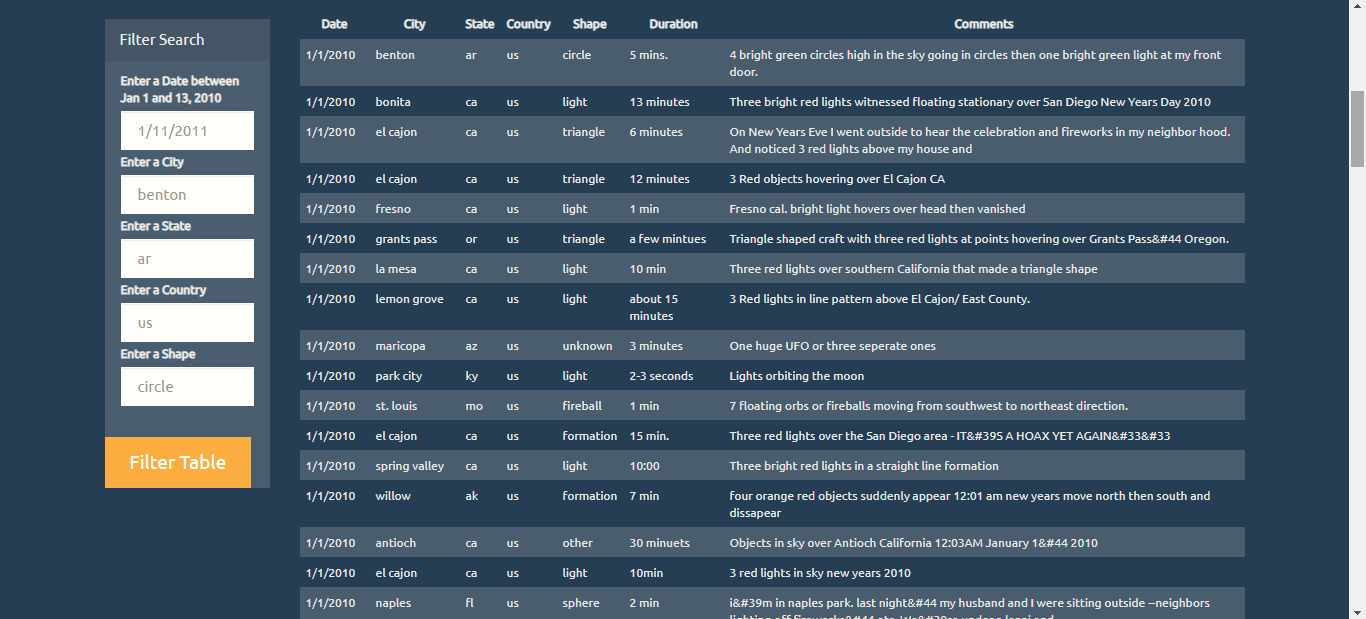 Filter Search
Enter a Date between
Jan 1 and 13, 2010
1/11/2011
Enter a City
benton
Enter a State
ar
Enter a Country
us
Enter a Shape
circle
Filter Table
Date City State Country Shape Duration Comments
1/1/2010 benton ar us circle 5 mins. 4 bright green circles high in the sky going in circles then one bright green light at my front
door.
1/1/2010 bonita ca us light 13 minutes Three bright red lights witnessed floating stationary over San Diego New Years Day 2010
1/1/2010 el cajon ca us triangle 6 minutes On New Years Eve I went outside to hear the celebration and fireworks in my neighbor hood.
And noticed 3 red lights above my house and
1/1/2010 el cajon ca us triangle 12 minutes 3 Red objects hovering over El Cajon CA
1/1/2010 fresno ca us light 1 min Fresno cal. bright light hovers over head then vanished
1/1/2010 grants pass or us triangle a few mintues Triangle shaped craft with three red lights at points hovering over Grants Pass&#44 Oregon.
1/1/2010 la mesa ca us light 10 min Three red lights over southern California that made a triangle shape
1/1/2010 lemon grove ca us light about 15 3 Red lights in line pattern above El Cajon/ East County.
minutes
1/1/2010 maricopa az us unknown 3 minutes One huge UFO or three seperate ones
1/1/2010 park city ky us light 2-3 seconds Lights orbiting the moon
1/1/2010 st. louis mo us fireball 1 min 7 floating orbs or fireballs moving from southwest to northeast direction.
1/1/2010 el cajon ca us formation 15 min. Three red lights over the San Diego area - IT&#39S A HOAX YET AGAIN&#33&#33
1/1/2010 spring valley ca us light 10:00 Three bright red lights in a straight line formation
1/1/2010 willow ak us formation 7 min four orange red objects suddenly appear 12:01 am new years move north then south and
dissapear
1/1/2010 antioch ca us other 30 minuets Objects in sky over Antioch California 12:03AM January 1&#44 2010
1/1/2010 el cajon ca us light 10min 3 red lights in sky new years 2010
1/1/2010 naples fl us sphere 2 min i&#39m in naples park. last night&#44 my husband and I were sitting outside --neighbors